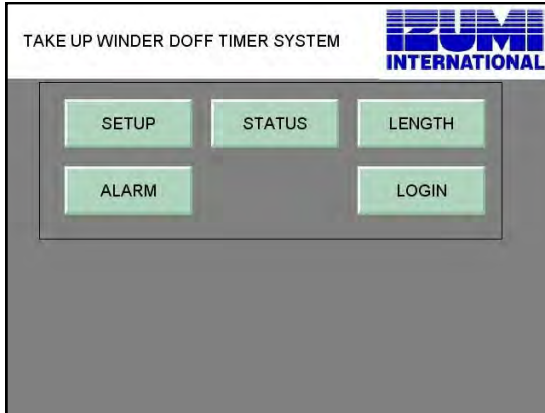 TAKE UP WINDER DOFF TIMER SYSTEM
IZUMI
INTERNATIONAL
SETUP
STATUS
LENGTH
ALARM
LOGIN